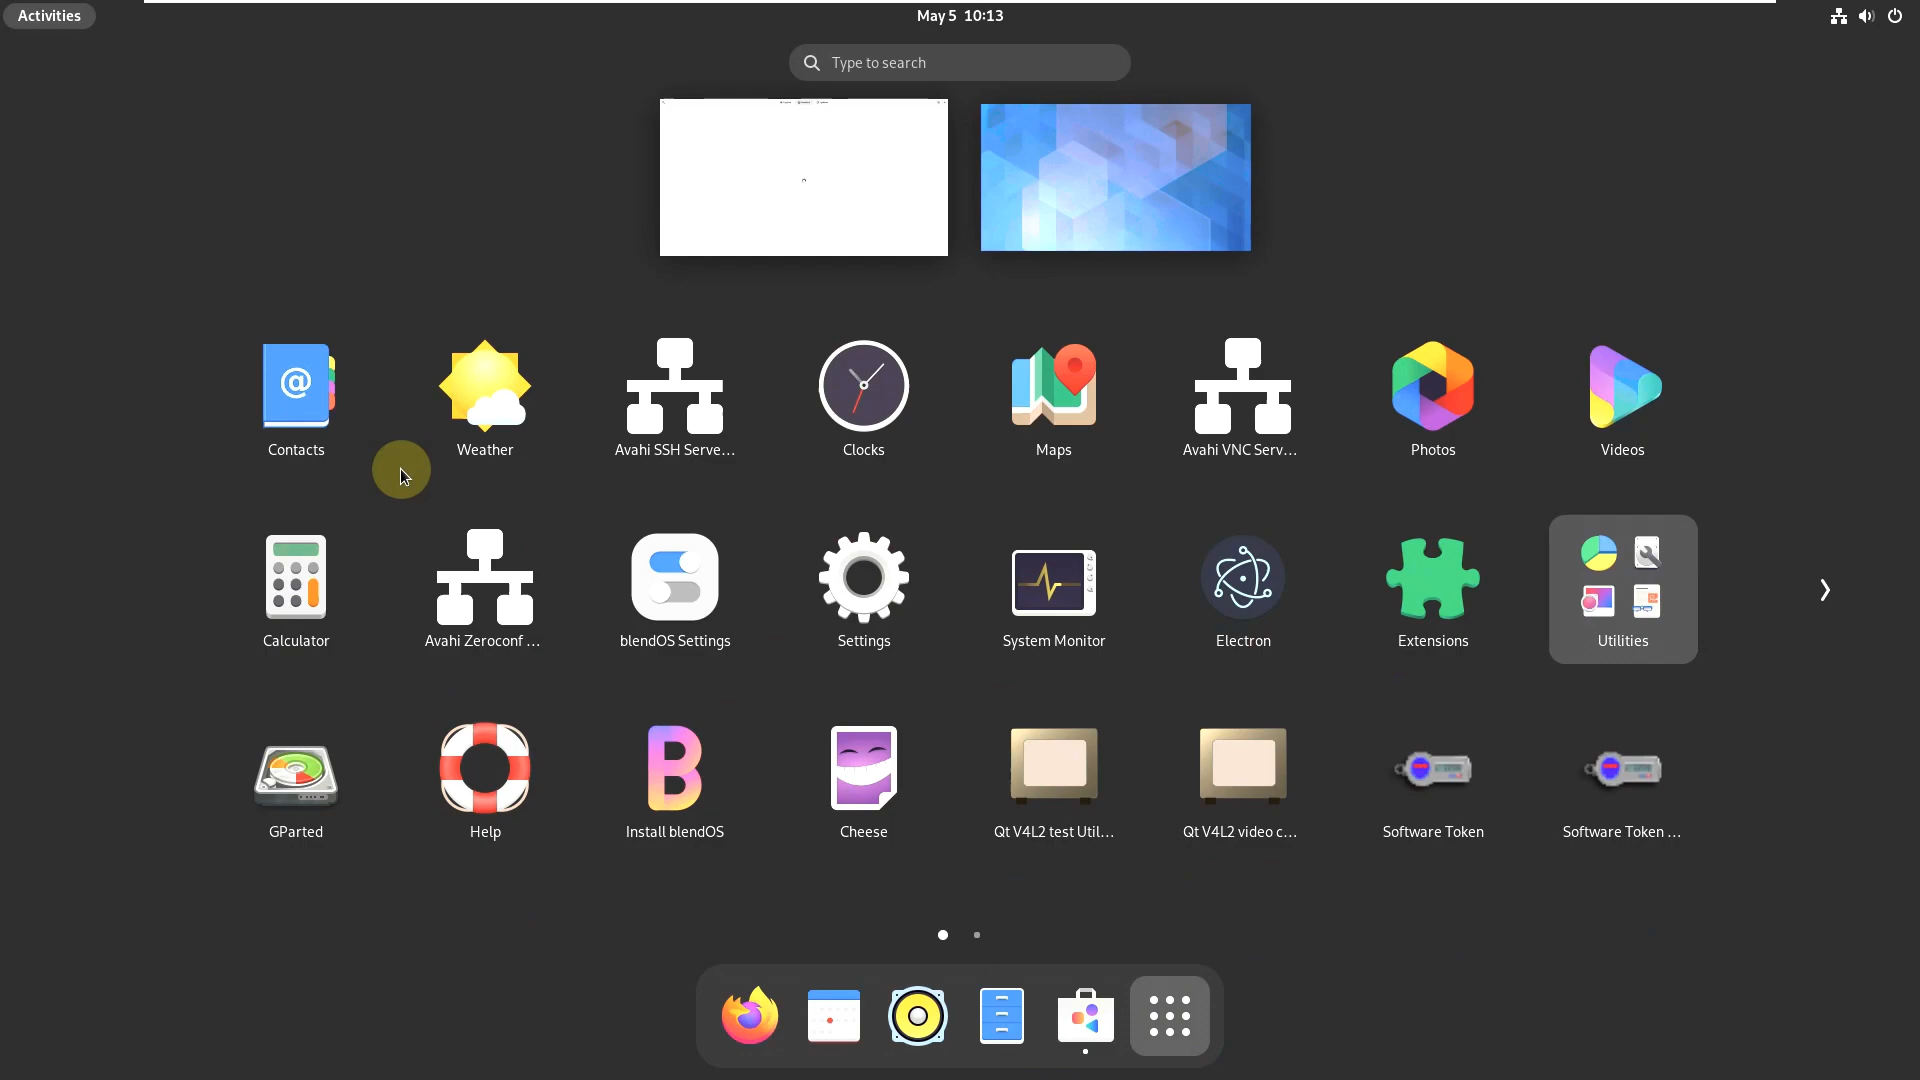 Activities
May 5 10:13
Type to search
Contacts
Weather
Avahi SSH Serve...
Clocks
Maps
Avahi VNC Serv...
Photos
Videos
Calculator
Avahi Zeroconf ...
blendOS Settings
Settings
System Monitor
Electron
Extensions
Utilities
GParted
Help
Install blendOS
Cheese
Qt V4L2 test Util...
Qt V4L2 video c...
Software Token
Software Token ...